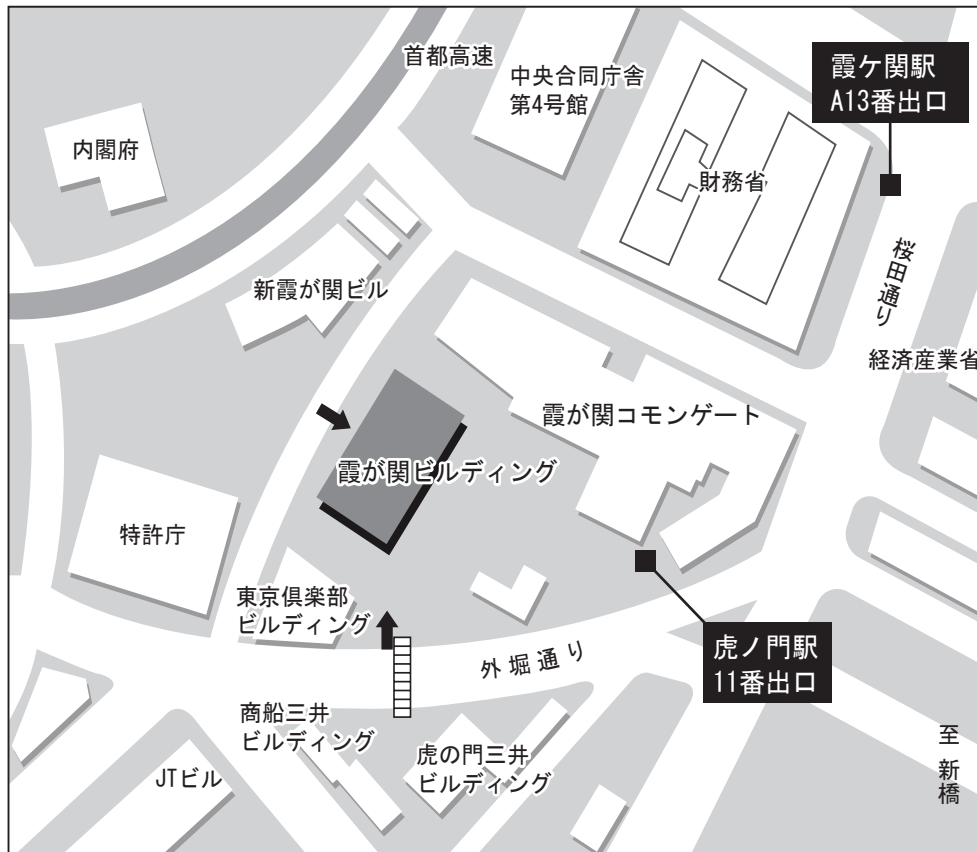 首都高速
中央合同庁舎
第4号館
霞ケ関駅
A13番出口
内閣府
財務省
桜田通り
新霞が関ビル
経済産業省
霞が関コモンゲート
霞が関ビルディング
特許庁
東京倶楽部
ビルディング
外堀通り
虎ノ門駅
11番出口
商船三井
ビルディング
虎の門三井
ビルディング
JTビル
至 新橋